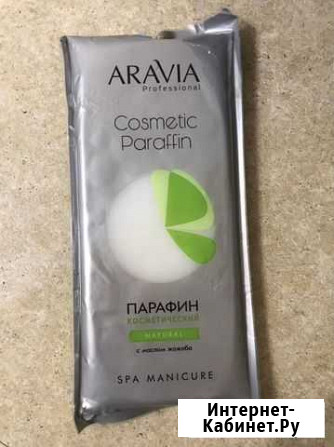 ARAVIA
Professional
Cosmetic
Paraffin
ПАРАФИН
КОСМЕТИЧЕСКИЙ
NATURAL
с маслом жожоба
SPA MANICURE
Интернет-
Кабинет.Ру